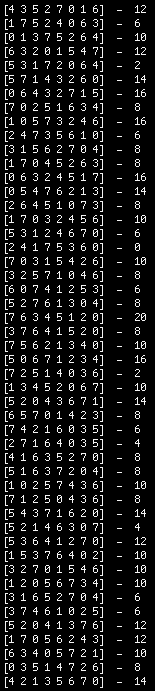 [4 3 5 2 7 0 1 6] - 12
[1 7 5 2 4 0 6 3] - 6
[0 1 3 7 5 2 6 4] - 10
[6 3 2 0 1 5 4 7] - 12
[5 3 1 7 2 0 6 4] - 2
[5 7 1 4 3 2 6 0] - 14
[0 6 4 3 2 7 1 5] - 16
[7 0 2 5 1 6 3 4] - 8
[1 0 5 7 3 2 4 6] - 16
[2 4 7 3 5 6 1 0] - 6
[3 1 5 6 2 7 0 4] - 8
[1 7 0 4 5 2 6 3] - 8
[0 6 3 2 4 5 1 7] - 16
[0 5 4 7 6 2 1 3] - 14
[2 6 4 5 1 0 7 3] - 8
[1 7 0 3 2 4 5 6] - 10
[5 3 1 2 4 6 7 0] - 6
[2 4 1 7 5 3 6 0] - 0
[7 0 3 1 5 4 2 6] - 10
[3 2 5 7 1 0 4 6] - 8
[6 0 7 4 1 2 5 3] - 6
[5 2 7 6 1 3 0 4] - 8
[7 6 3 4 5 1 2 0] - 20
[3 7 6 4 1 5 2 0] - 8
[7 5 6 2 1 3 4 0] - 10
[5 0 6 7 1 2 3 4] - 16
[7 2 5 1 4 0 3 6] - 2
[1 3 4 5 2 0 6 7] - 10
[5 2 0 4 3 6 7 1] - 14
[6 5 7 0 1 4 2 3] - 8
[7 4 2 1 6 0 3 5] - 6
[2 7 1 6 4 0 3 5] - 4
[4 1 6 3 5 2 7 0] - 8
[5 1 6 3 7 2 0 4] - 8
[1 0 2 5 7 4 3 6] - 10
[7 1 2 5 0 4 3 6] - 8
[5 4 3 7 1 6 2 0] - 14
[5 2 1 4 6 3 0 7] - 4
[5 3 6 4 1 2 7 0] - 12
[1 5 3 7 6 4 0 2] - 10
[3 2 7 0 1 5 4 6] - 10
[1 2 0 5 6 7 3 4] - 10
[3 1 6 5 2 7 0 4] - 6
[3 7 4 6 1 0 2 5] - 6
[5 2 0 4 1 3 7 6] - 12
[1 7 0 5 6 2 4 3] - 12
[6 3 4 0 5 7 2 1] - 10
[0 3 5 1 4 7 2 6] - 8
[4 2 1 3 5 6 7 0] - 14